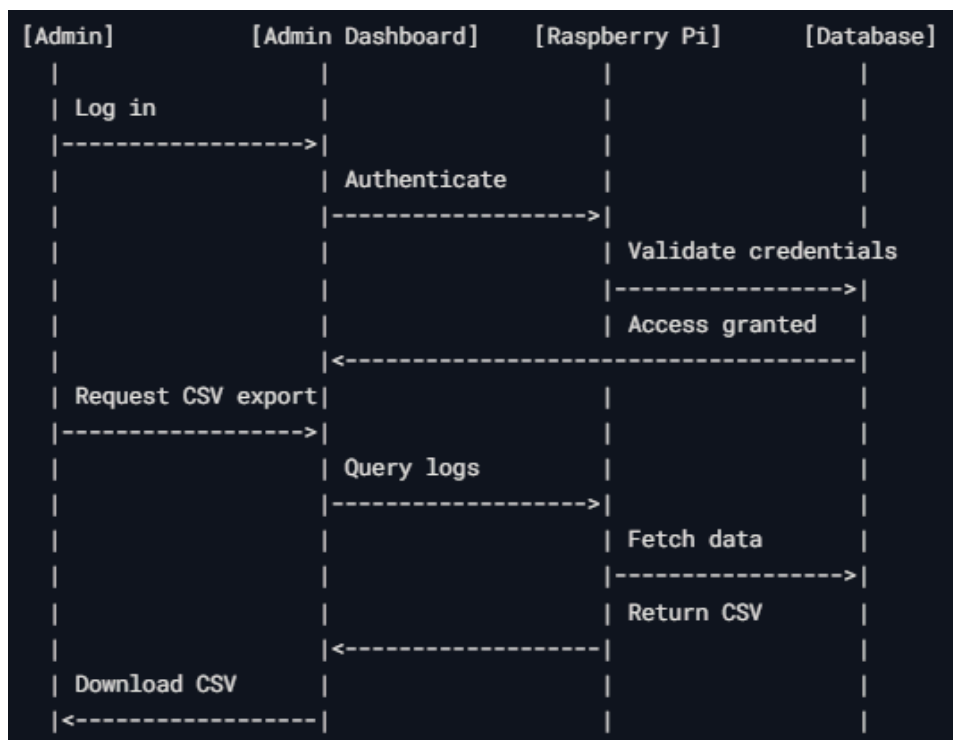 [Admin]          [Admin Dashboard]    [Raspberry Pi]      [Database]
  |                   |                    |                  |
  | Log in            |                    |                  |
  |------------------>|                    |                  |
  |                   | Authenticate       |                  |
  |                   |------------------->|                  |
  |                   |                    | Validate credentials
  |                   |                    |----------------->|
  |                   |                    | Access granted   |
  |                   |<--------------------------------------|
  | Request CSV export|                    |                  |
  |------------------>|                    |                  |
  |                   | Query logs         |                  |
  |                   |------------------->|                  |
  |                   |                    | Fetch data       |
  |                   |                    |----------------->|
  |                   |                    | Return CSV       |
  |                   |<-------------------|                  |
  | Download CSV      |                    |                  |
  |<------------------|                    |                  |